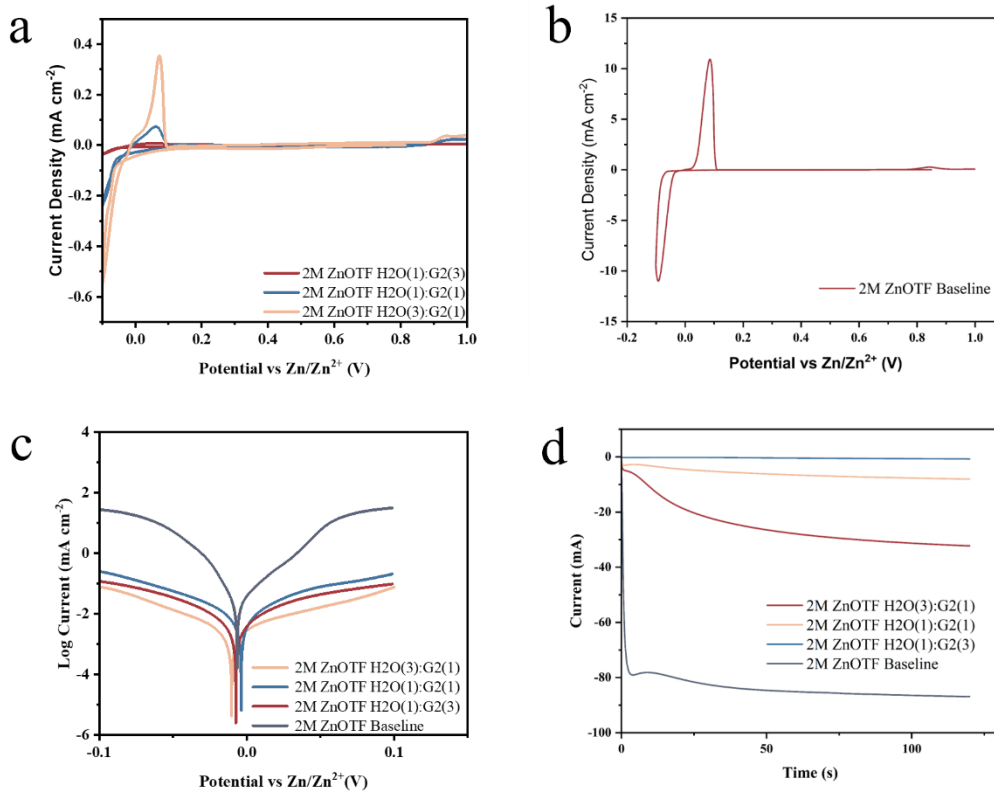 a
0.4
0.2
0.0
-0.2
-0.4
-0.6
0.0 0.2 0.4 0.6 0.8 1.0
Current Density (mA cm⁻²)
2M ZnOTF H2O(1):G2(3)
2M ZnOTF H2O(1):G2(1)
2M ZnOTF H2O(3):G2(1)
Potential vs Zn/Zn²⁺ (V)
b
15
10
5
0
-5
-10
-15
-0.2 0.0 0.2 0.4 0.6 0.8 1.0
Current Density (mA cm⁻²)
2M ZnOTF Baseline
Potential vs Zn/Zn²⁺ (V)
c
4
2
0
-2
-4
-6
-0.1 0.0 0.1
Log Current (mA cm⁻²)
2M ZnOTF H2O(3):G2(1)
2M ZnOTF H2O(1):G2(1)
2M ZnOTF H2O(1):G2(3)
2M ZnOTF Baseline
Potential vs Zn/Zn²⁺(V)
d
0
-20
-40
-60
-80
-100
0 50 100
Current (mA)
2M ZnOTF H2O(3):G2(1)
2M ZnOTF H2O(1):G2(1)
2M ZnOTF H2O(1):G2(3)
2M ZnOTF Baseline
Time (s)